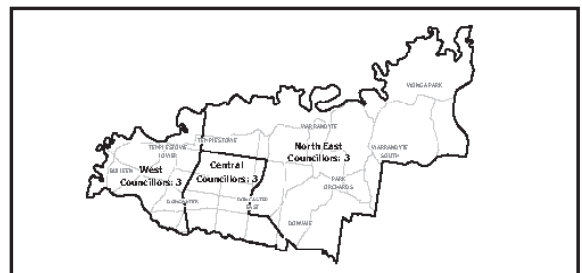 WONGA PARK
WARRANDYTE
TEMPLESTOWE
TEMPLESTOWE
LOWER
North East
Councillors: 3
WARRANDYTE
SOUTH
Central
Councillors: 3
West
Councillors: 3
BULLEEN
PARK
ORCHARDS
DONCASTER
DONCASTER
EAST
DONVALE